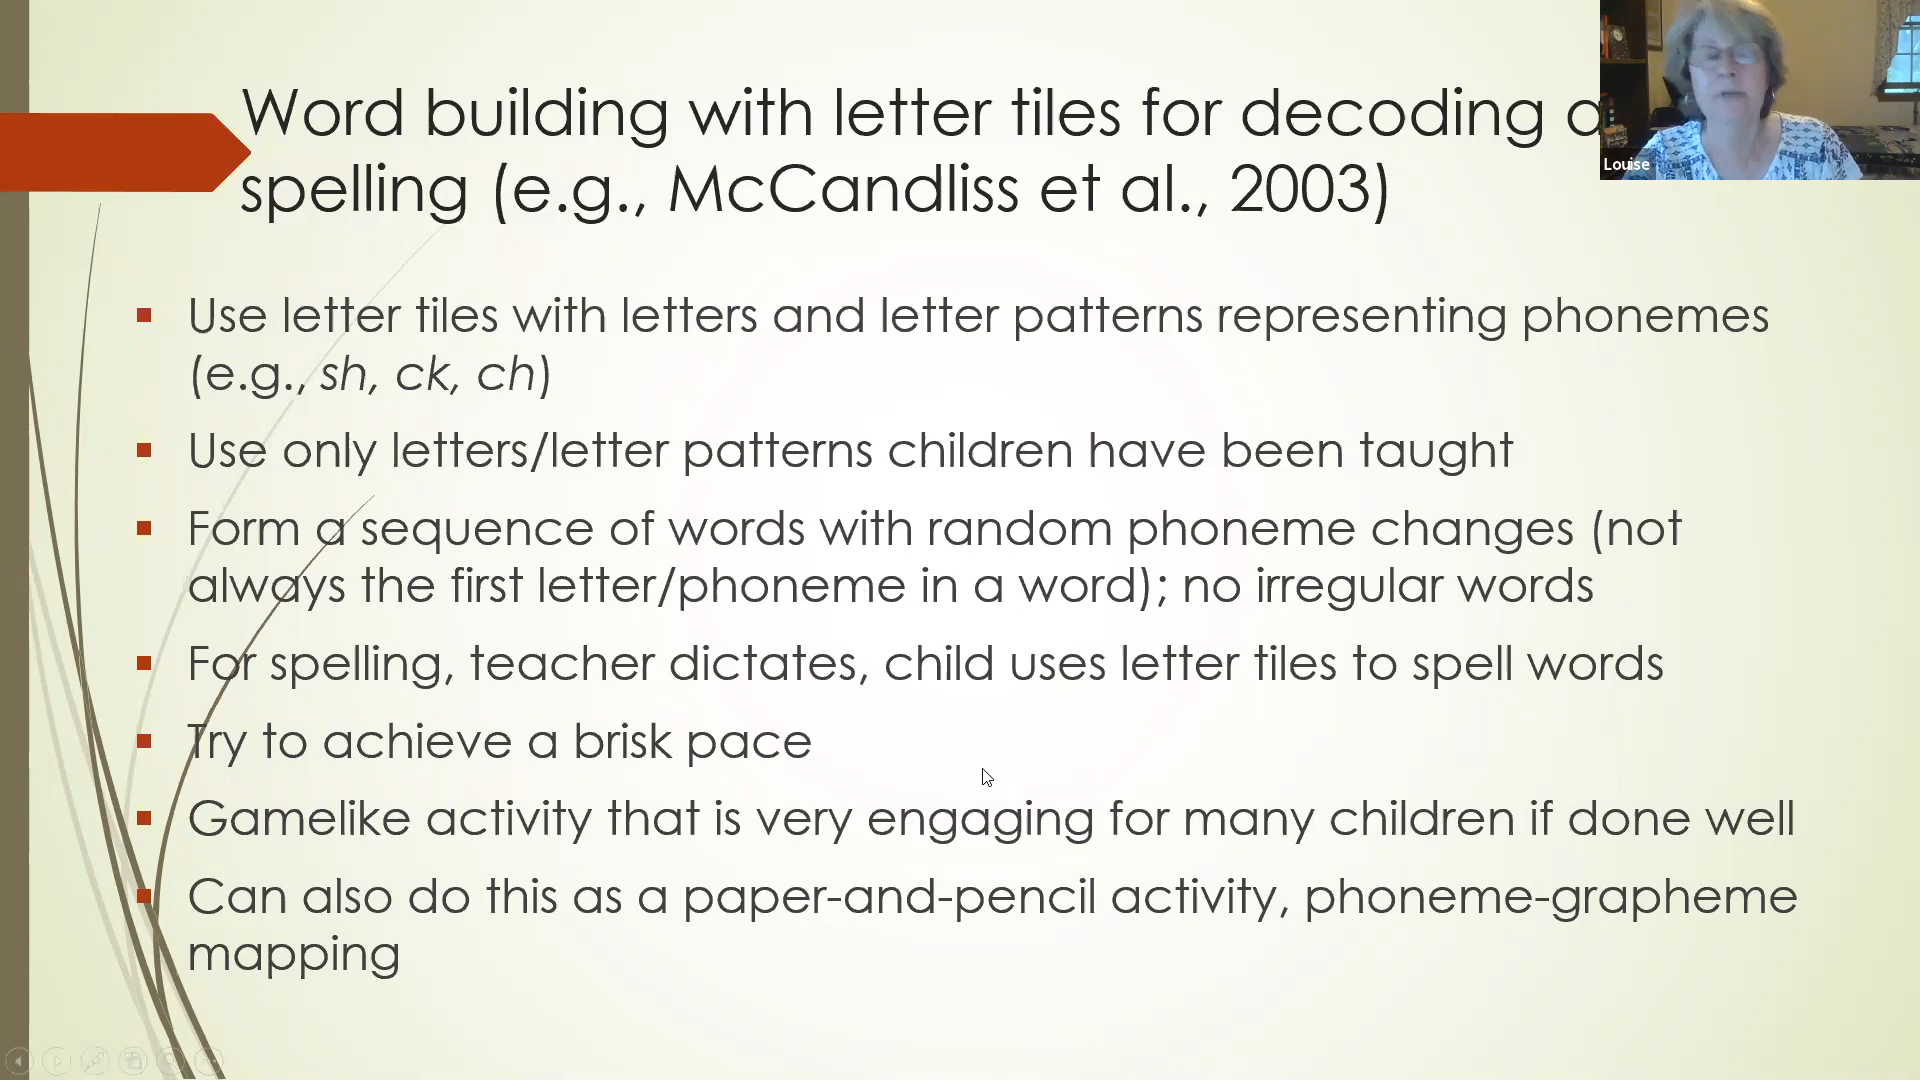 Word building with letter tiles for decoding
spelling (e.g., McCandliss et al., 2003)
Louise
Use letter tiles with letters and letter patterns representing phonemes
(e.g., sh, ck, ch)
Use only letters/letter patterns children have been taught
Form a sequence of words with random phoneme changes (not
always the first letter/phoneme in a word); no irregular words
For spelling, teacher dictates, child uses letter tiles to spell words
Try to achieve a brisk pace
Gamelike activity that is very engaging for many children if done well
Can also do this as a paper-and-pencil activity, phoneme-grapheme
mapping